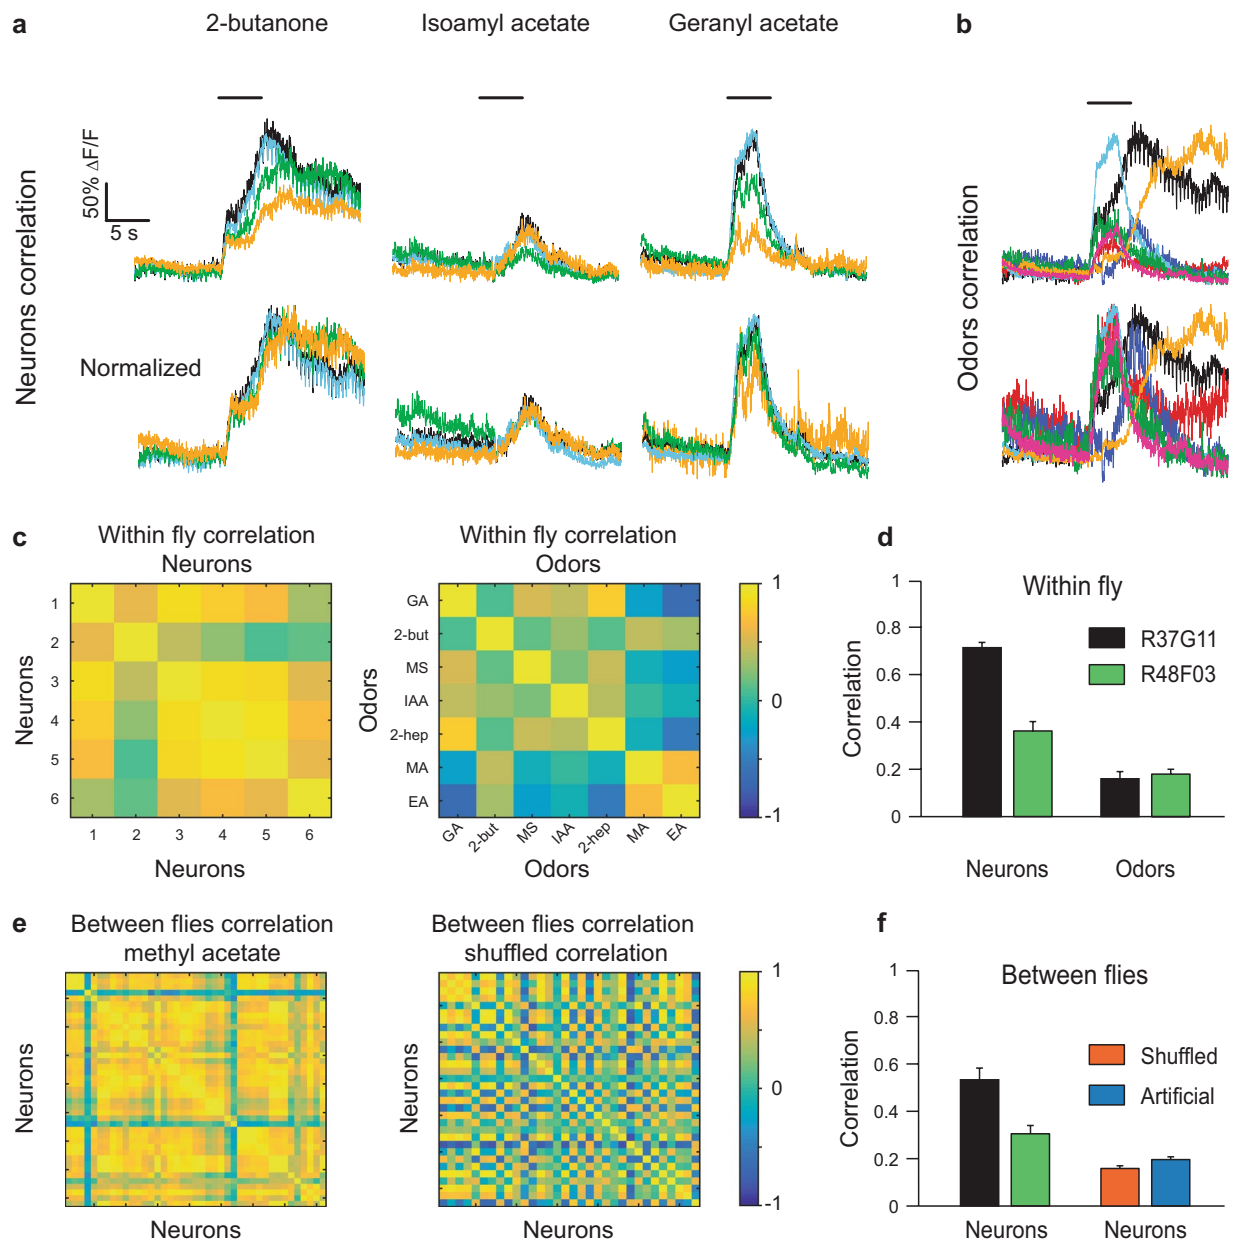 a
2-butanone
Isoamyl acetate
Geranyl acetate
Neurons correlation
50% ΔF/F
5 s
Normalized
b
Odors correlation
c
Within fly correlation
Neurons
Neurons
1
2
3
4
5
6
1 2 3 4 5 6
Neurons
Within fly correlation
Odors
Odors
GA
2-but
MS
IAA
2-hep
MA
EA
GA 2-but MS IAA 2-hep MA EA
Odors
1
0
-1
d
Within fly
Correlation
1
0.8
0.6
0.4
0.2
0
R37G11
R48F03
Neurons Odors
e
Between flies correlation
methyl acetate
Neurons
Neurons
Between flies correlation
shuffled correlation
Neurons
Neurons
1
0
-1
f
Between flies
Correlation
1
0.8
0.6
0.4
0.2
0
Shuffled
Artificial
Neurons Neurons